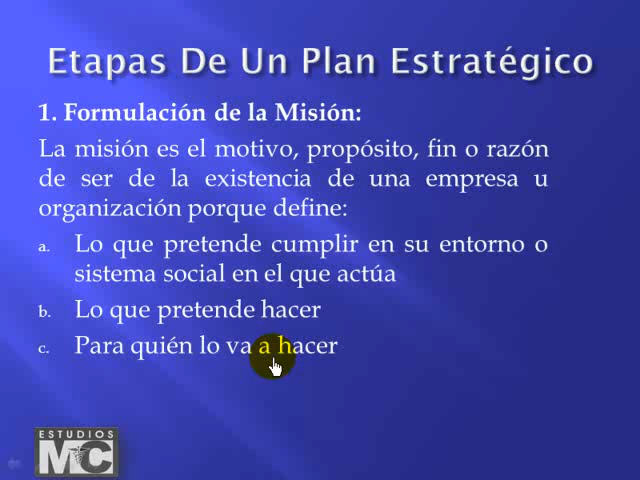 Etapas De Un Plan Estratégico
1. Formulación de la Misión:
La misión es el motivo, propósito, fin o razón
de ser de la existencia de una empresa u
organización porque define:
a. Lo que pretende cumplir en su entorno o
sistema social en el que actúa
b. Lo que pretende hacer
c. Para quién lo va a hacer
ESTUDIOS
MC